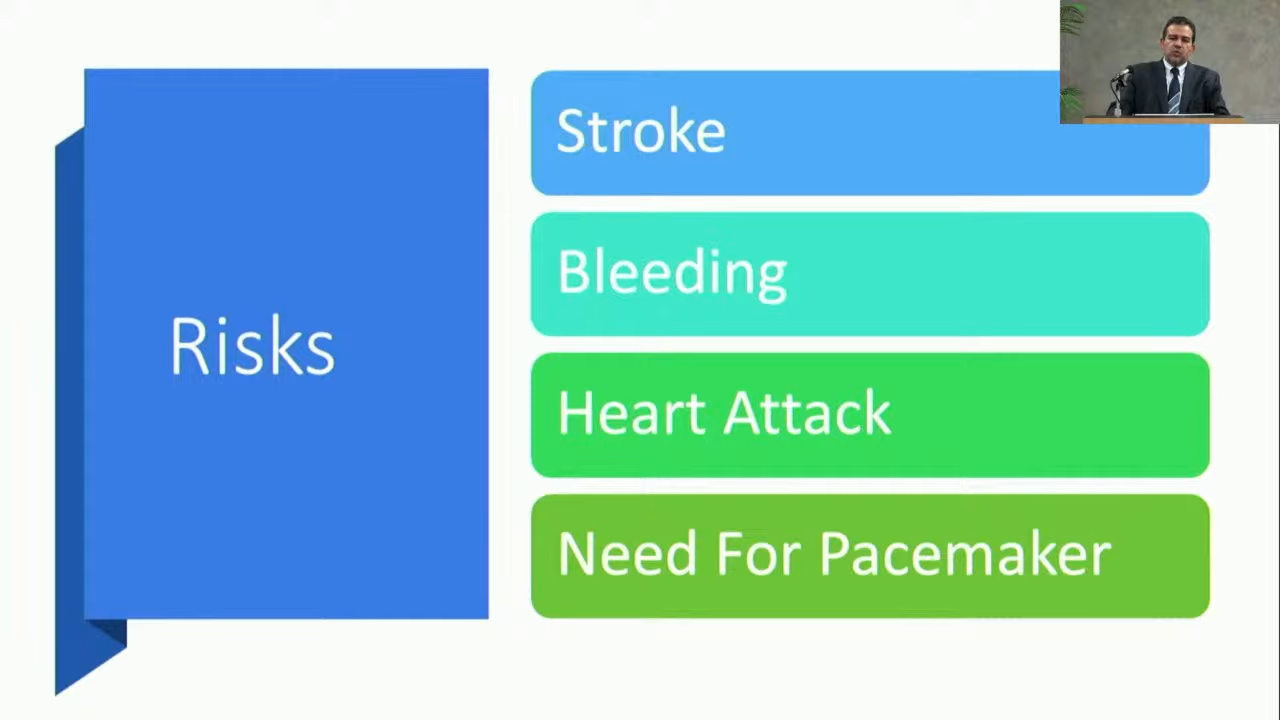 Risks
Stroke
Bleeding
Heart Attack
Need For Pacemaker